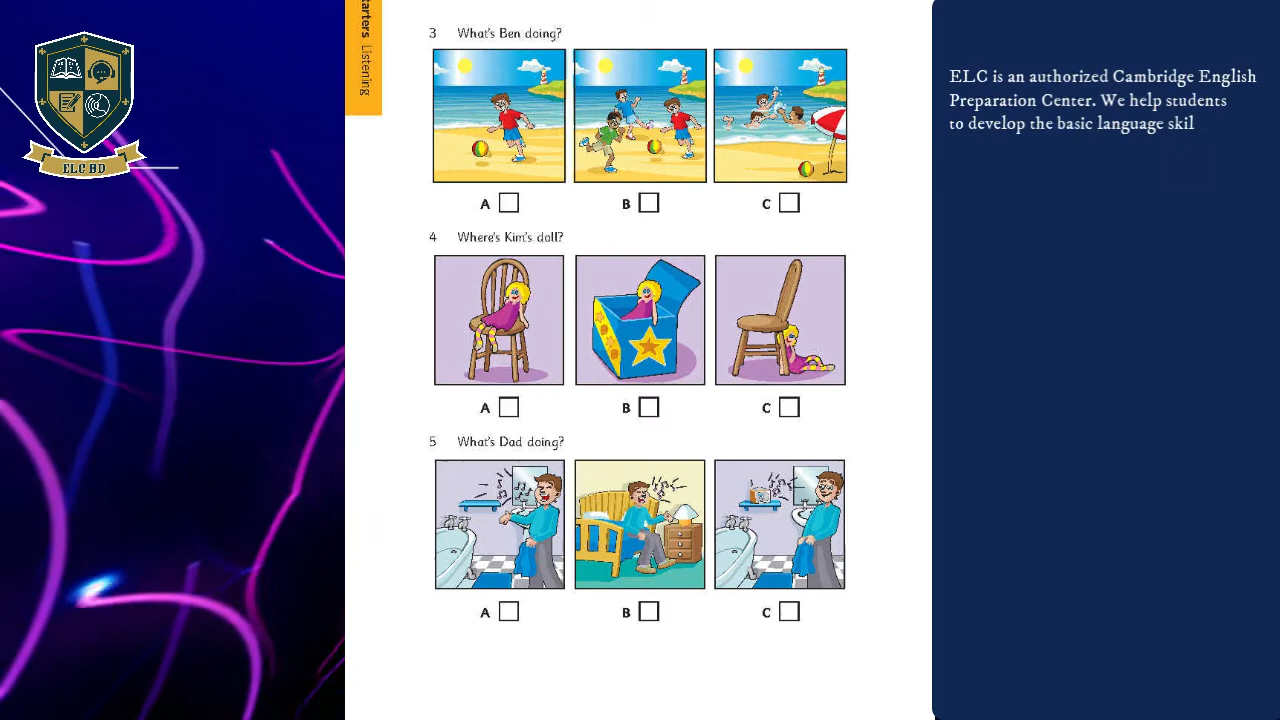 ELC BD
tarters Listening
3 What's Ben doing?
A B C
4 Where's Kim's doll?
A B C
5 What's Dad doing?
A B C
ELC is an authorized Cambridge English
Preparation Center. We help students
to develop the basic language skil